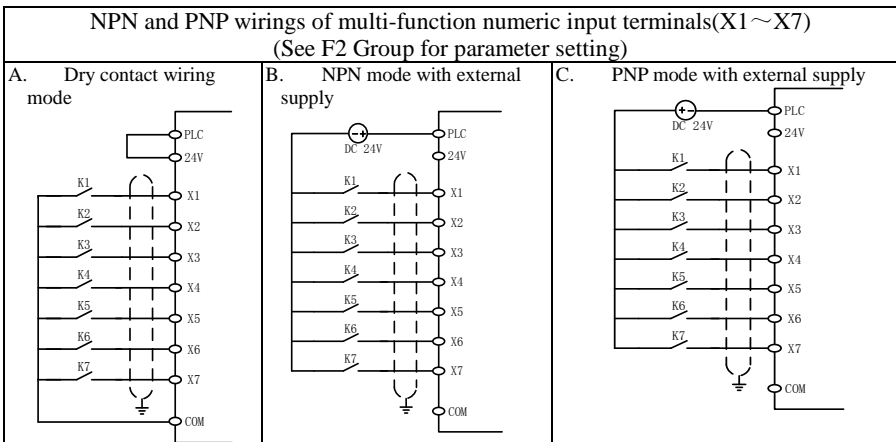 NPN and PNP wirings of multi-function numeric input terminals(X1～X7)
(See F2 Group for parameter setting)
A. Dry contact wiring
mode
PLC
24V
K1
X1
K2
X2
K3
X3
K4
X4
K5
X5
K6
X6
K7
X7
COM
B. NPN mode with external
supply
- +
PLC
DC 24V
24V
K1
X1
K2
X2
K3
X3
K4
X4
K5
X5
K6
X6
K7
X7
COM
C. PNP mode with external supply
+ -
PLC
DC 24V
24V
K1
X1
K2
X2
K3
X3
K4
X4
K5
X5
K6
X6
K7
X7
COM